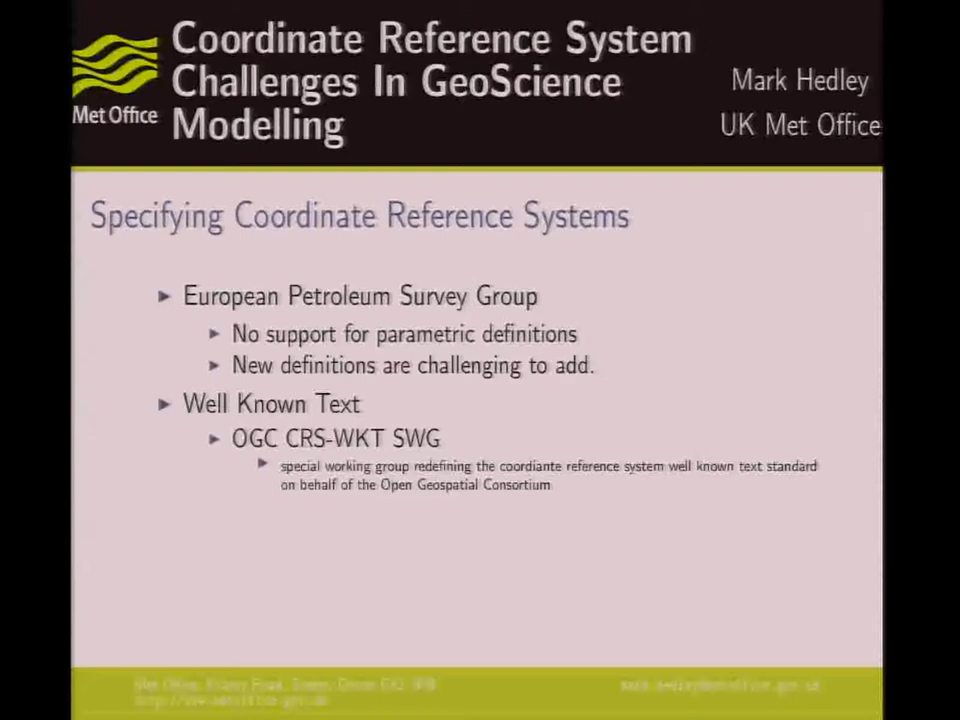 Coordinate Reference System
Challenges In GeoScience
Modelling
Mark Hedley
UK Met Office
Met Office
Specifying Coordinate Reference Systems
European Petroleum Survey Group
No support for parametric definitions
New definitions are challenging to add.
Well Known Text
OGC CRS-WKT SWG
special working group redefining the coordiante reference system well known text standard
on behalf of the Open Geospatial Consortium